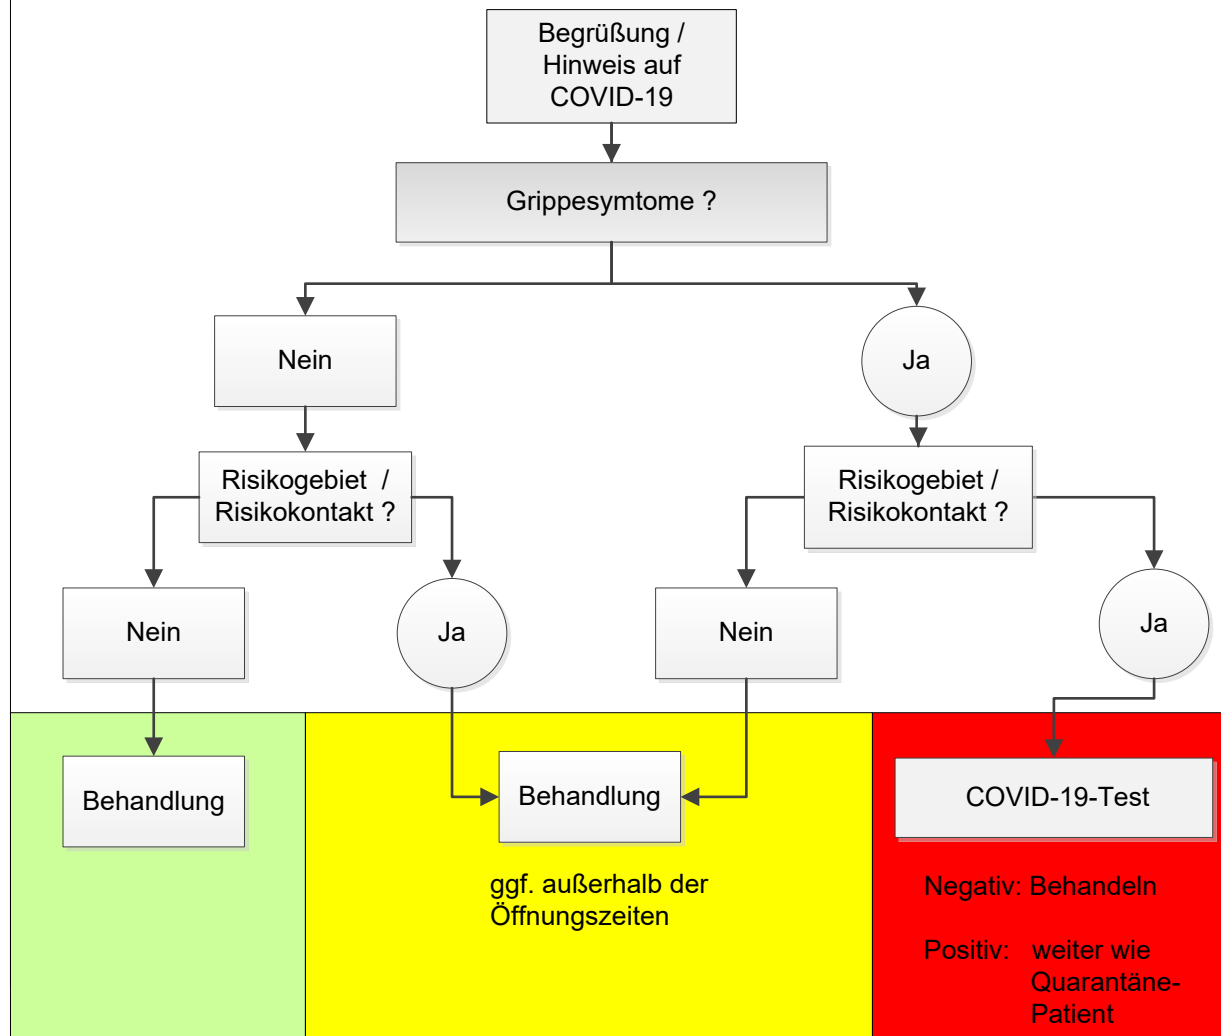 Begrüßung /
Hinweis auf
COVID-19
Grippesymtome ?
Nein
Ja
Risikogebiet /
Risikokontakt ?
Risikogebiet /
Risikokontakt ?
Nein
Ja
Nein
Ja
Behandlung
Behandlung
COVID-19-Test
ggf. außerhalb der
Öffnungszeiten
Negativ: Behandeln
Positiv: weiter wie
Quarantäne-
Patient